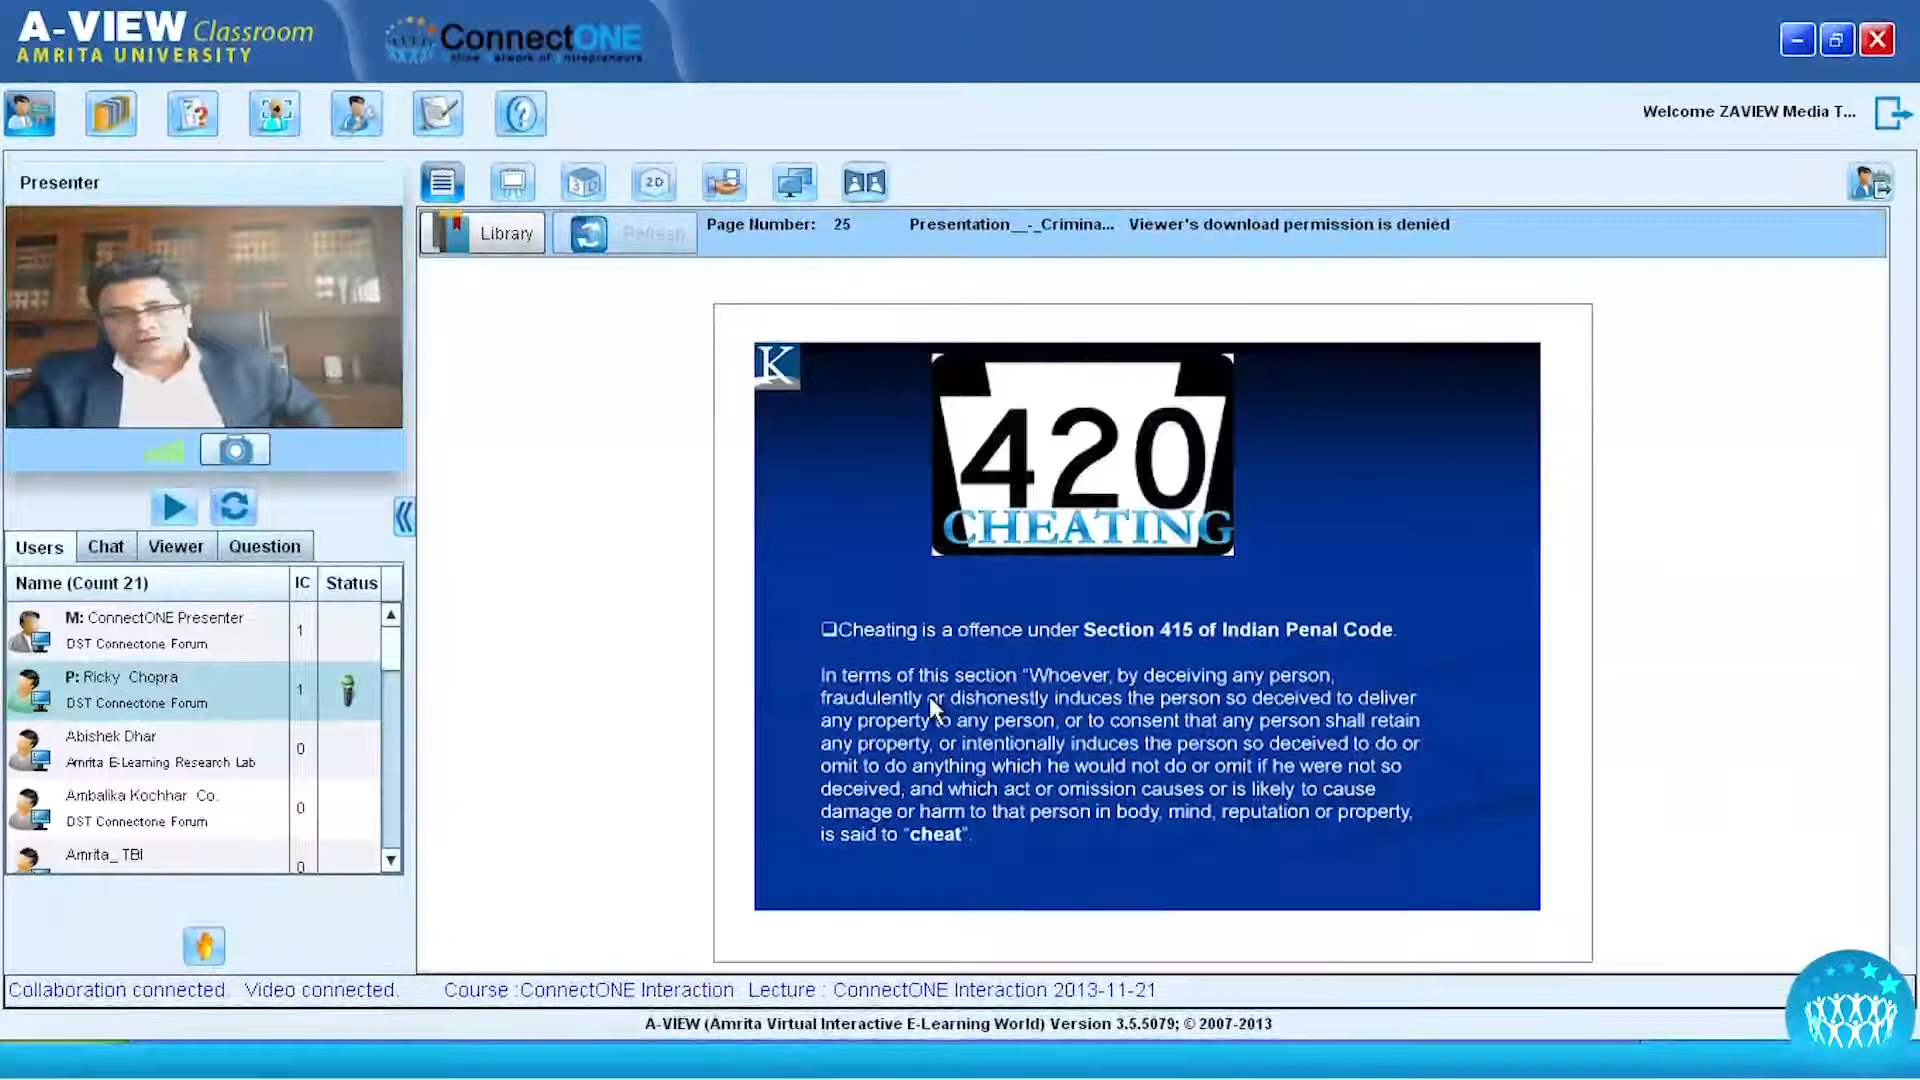 A-VIEW Classroom
AMRITA UNIVERSITY
ConnectONE
Welcome ZAVIEW Media T...
Presenter
3D
2D
Library
Refresh
Page Number: 25
Presentation__-_Crimina...
Viewer's download permission is denied
K
420
CHEATING
❑Cheating is a offence under Section 415 of Indian Penal Code.
In terms of this section “Whoever, by deceiving any person,
fraudulently or dishonestly induces the person so deceived to deliver
any property to any person, or to consent that any person shall retain
any property, or intentionally induces the person so deceived to do or
omit to do anything which he would not do or omit if he were not so
deceived, and which act or omission causes or is likely to cause
damage or harm to that person in body, mind, reputation or property,
is said to “cheat”.
Users Chat Viewer Question
Name (Count 21) IC Status
M: ConnectONE Presenter
DST Connectone Forum
1
P: Ricky Chopra
DST Connectone Forum
1
Abishek Dhar
Amrita E-Learning Research Lab
0
Ambalika Kochhar Co.
DST Connectone Forum
0
Amrita_ TBI
0
Collaboration connected. Video connected. Course :ConnectONE Interaction Lecture : ConnectONE Interaction 2013-11-21
A-VIEW (Amrita Virtual Interactive E-Learning World) Version 3.5.5079; © 2007-2013